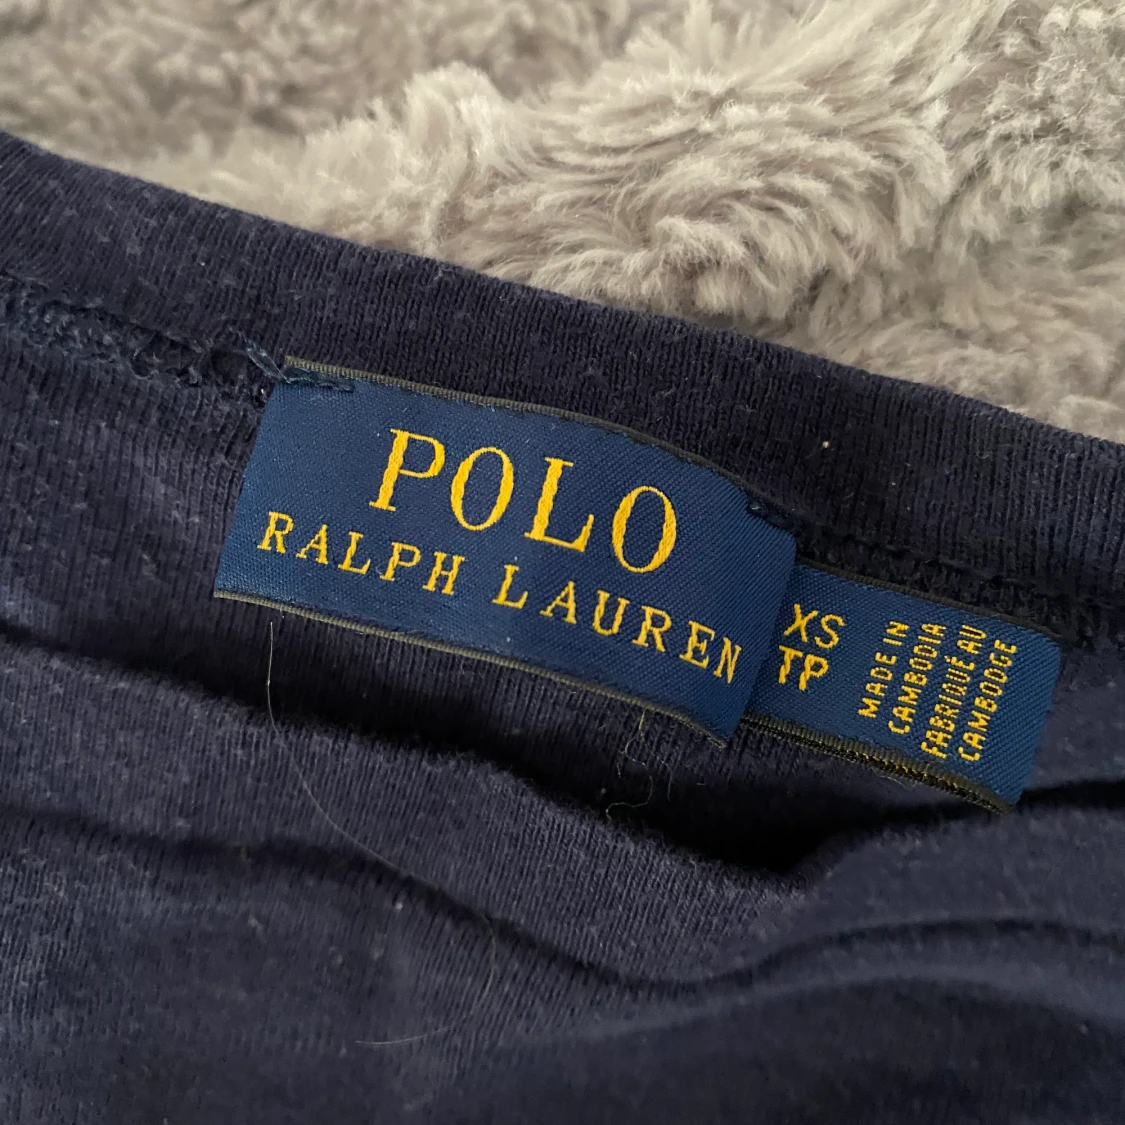 POLO
RALPH LAUREN
XS
TP
MADE IN
CAMBODIA
FABRIQUÉ AU
CAMBODGE